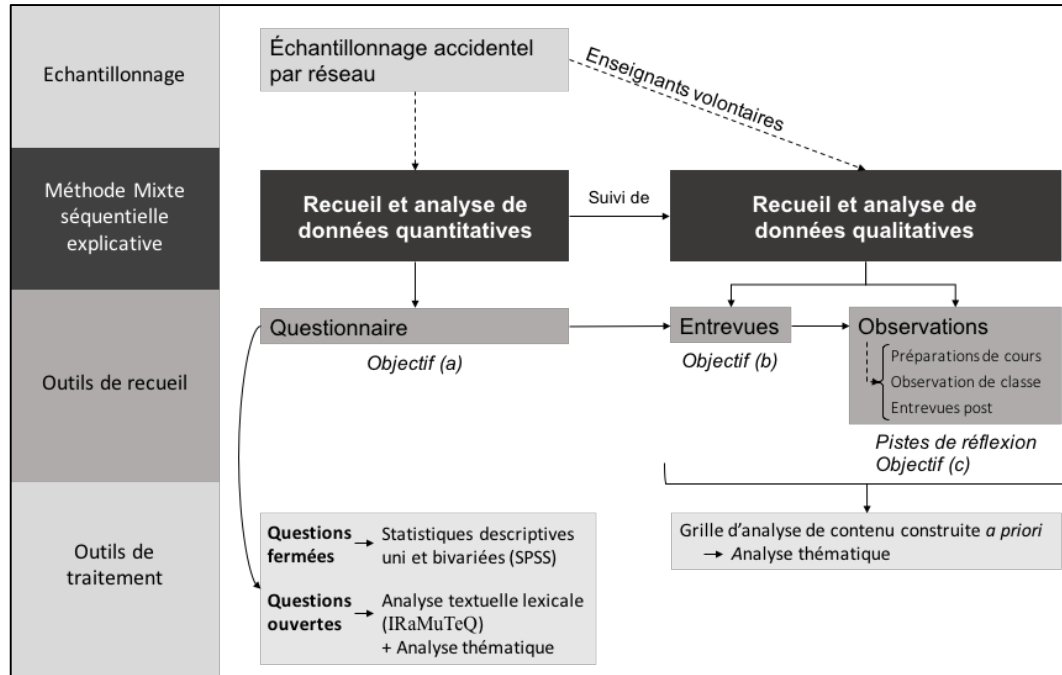 Echantillonnage
Échantillonnage accidentel
par réseau
Enseignants volontaires
Méthode Mixte
séquentielle
explicative
Recueil et analyse de
données quantitatives
Suivi de
Recueil et analyse de
données qualitatives
Outils de recueil
Questionnaire
Objectif (a)
Entrevues
Objectif (b)
Observations
Préparations de cours
Observation de classe
Entrevues post
Pistes de réflexion
Objectif (c)
Outils de
traitement
Questions
fermées
Statistiques descriptives
uni et bivariées (SPSS)
Questions
ouvertes
Analyse textuelle lexicale
(IRaMuTeQ)
+ Analyse thématique
Grille d'analyse de contenu construite a priori
Analyse thématique